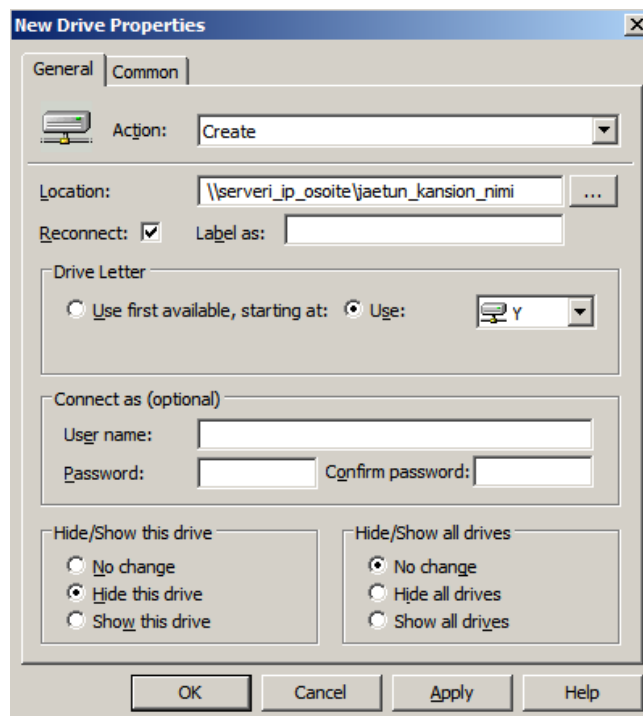 New Drive Properties
General Common
Action: Create
Location: \\serveri_ip_osoite\jaetun_kansion_nimi ...
Reconnect: Label as:
Drive Letter
Use first available, starting at: Use: Y
Connect as (optional)
User name:
Password: Confirm password:
Hide/Show this drive Hide/Show all drives
No change No change
Hide this drive Hide all drives
Show this drive Show all drives
OK Cancel Apply Help